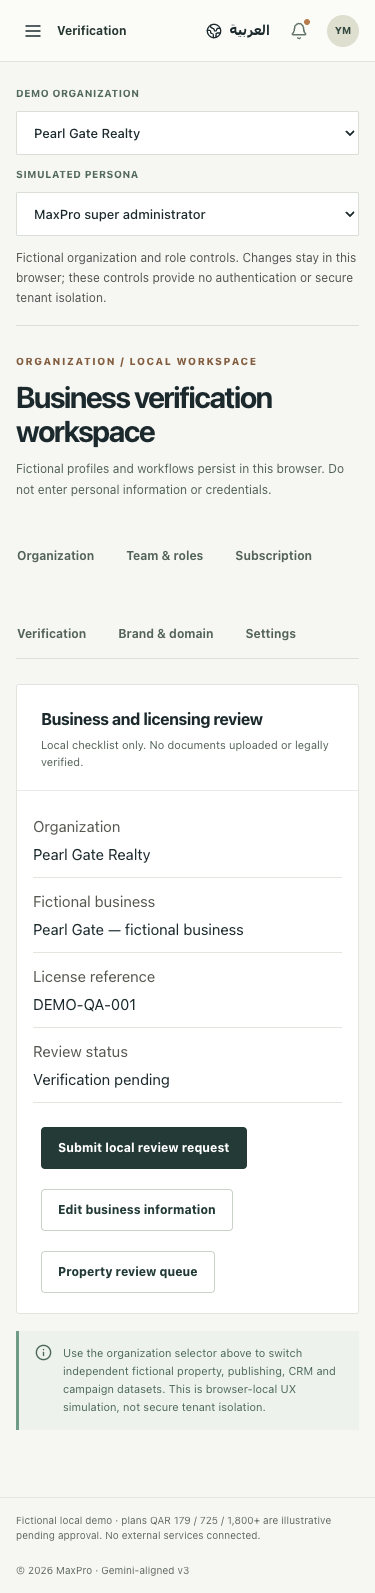 Verification
العربية
YM
DEMO ORGANIZATION
Pearl Gate Realty
SIMULATED PERSONA
MaxPro super administrator
Fictional organization and role controls. Changes stay in this
browser; these controls provide no authentication or secure
tenant isolation.
ORGANIZATION / LOCAL WORKSPACE
Business verification
workspace
Fictional profiles and workflows persist in this browser. Do
not enter personal information or credentials.
Organization Team & roles Subscription
Verification Brand & domain Settings
Business and licensing review
Local checklist only. No documents uploaded or legally
verified.
Organization
Pearl Gate Realty
Fictional business
Pearl Gate — fictional business
License reference
DEMO-QA-001
Review status
Verification pending
Submit local review request
Edit business information
Property review queue
Use the organization selector above to switch
independent fictional property, publishing, CRM and
campaign datasets. This is browser-local UX
simulation, not secure tenant isolation.
Fictional local demo · plans QAR 179 / 725 / 1,800+ are illustrative
pending approval. No external services connected.
© 2026 MaxPro · Gemini-aligned v3